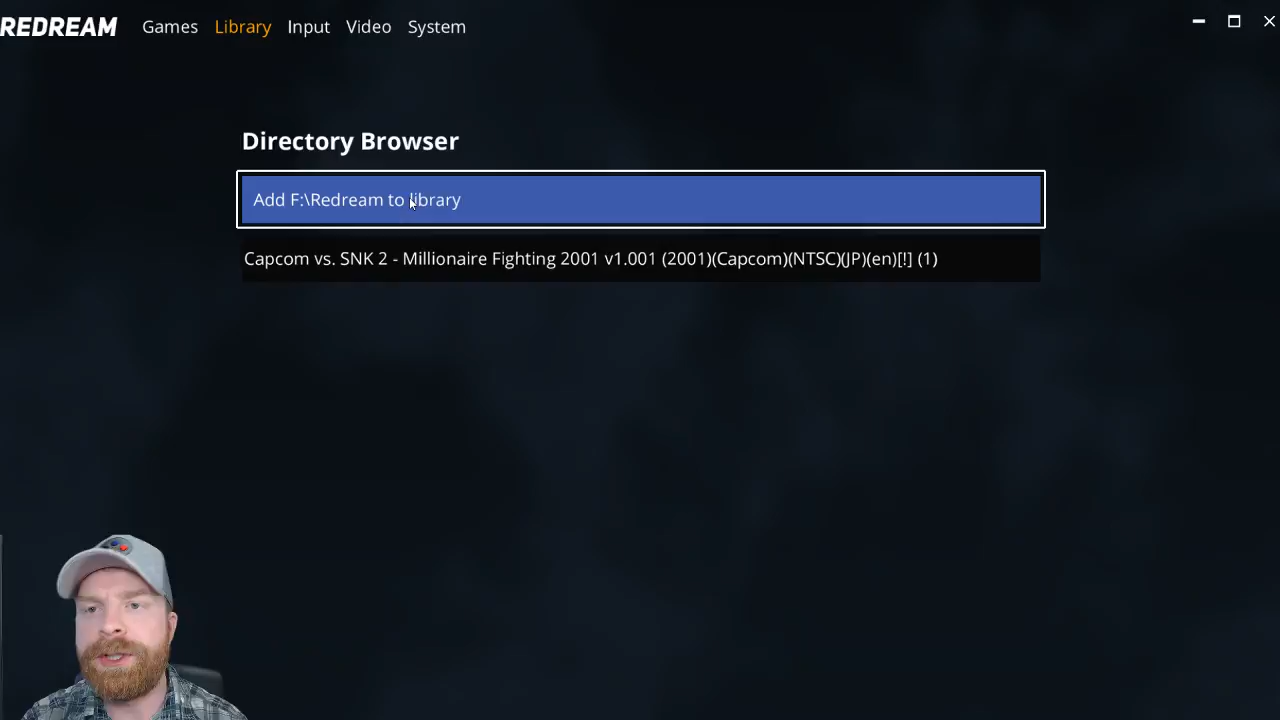 REDREAM Games Library Input Video System
Directory Browser
Add F:\Redream to library
Capcom vs. SNK 2 - Millionaire Fighting 2001 v1.001 (2001)(Capcom)(NTSC)(JP)(en)[!] (1)